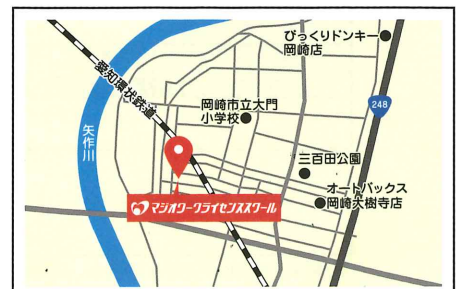 びっくりドンキー
岡崎店
愛知環状鉄道
248
岡崎市立大門
小学校
矢作川
三百田公園
オートバックス
岡崎大樹寺店
マジオワークライセンススクール